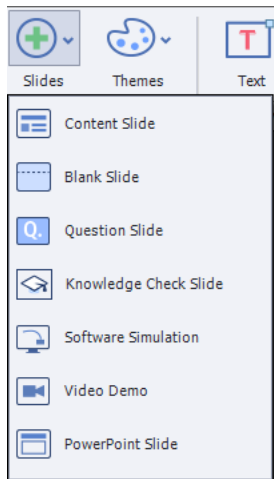 Slides Themes Text
T
Content Slide
Blank Slide
Q. Question Slide
Knowledge Check Slide
Software Simulation
Video Demo
PowerPoint Slide